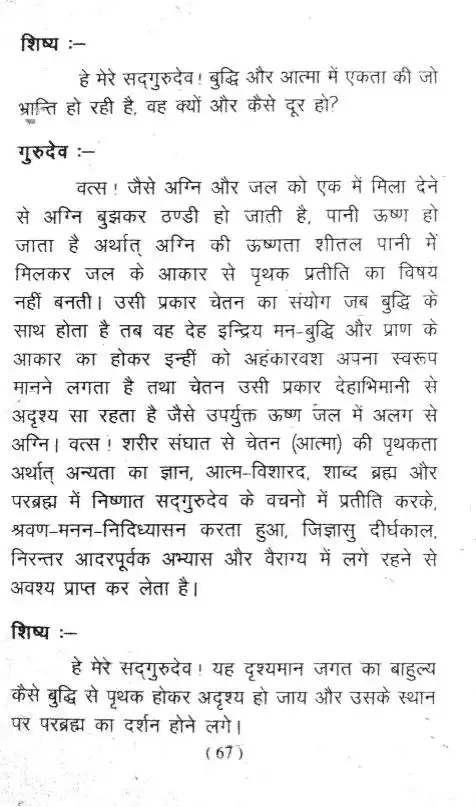 शिष्य :–
हे मेरे सद्गुरुदेव! बुद्धि और आत्मा में एकता की जो
भ्रान्ति हो रही है, वह क्यों और कैसे दूर हो?
गुरुदेव :–
वत्स! जैसे अग्नि और जल को एक में मिला देने
से अग्नि बुझकर ठण्डी हो जाती है, पानी ऊष्ण हो
जाता है अर्थात् अग्नि की ऊष्णता शीतल पानी में
मिलकर जल के आकार से पृथक प्रतीति का विषय
नहीं बनती। उसी प्रकार चेतन का संयोग जब बुद्धि के
साथ होता है तब वह देह इन्द्रिय मन-बुद्धि और प्राण के
आकार का होकर इन्हीं को अहंकारवश अपना स्वरूप
मानने लगता है तथा चेतन उसी प्रकार देहाभिमानी से
अदृश्य सा रहता है जैसे उपर्युक्त ऊष्ण जल में अलग से
अग्नि। वत्स! शरीर संघात से चेतन (आत्मा) की पृथकता
अर्थात् अन्यता का ज्ञान, आत्म-विशारद, शाब्द ब्रह्म और
परब्रह्म में निष्णात सद्गुरुदेव के वचनो में प्रतीति करके,
श्रवण-मनन-निदिध्यासन करता हुआ, जिज्ञासु दीर्घकाल,
निरन्तर आदरपूर्वक अभ्यास और वैराग्य में लगे रहने से
अवश्य प्राप्त कर लेता है।
शिष्य :–
हे मेरे सद्गुरुदेव! यह दृश्यमान जगत का बाहुल्य
कैसे बुद्धि से पृथक होकर अदृश्य हो जाय और उसके स्थान
पर परब्रह्म का दर्शन होने लगे।
(67)